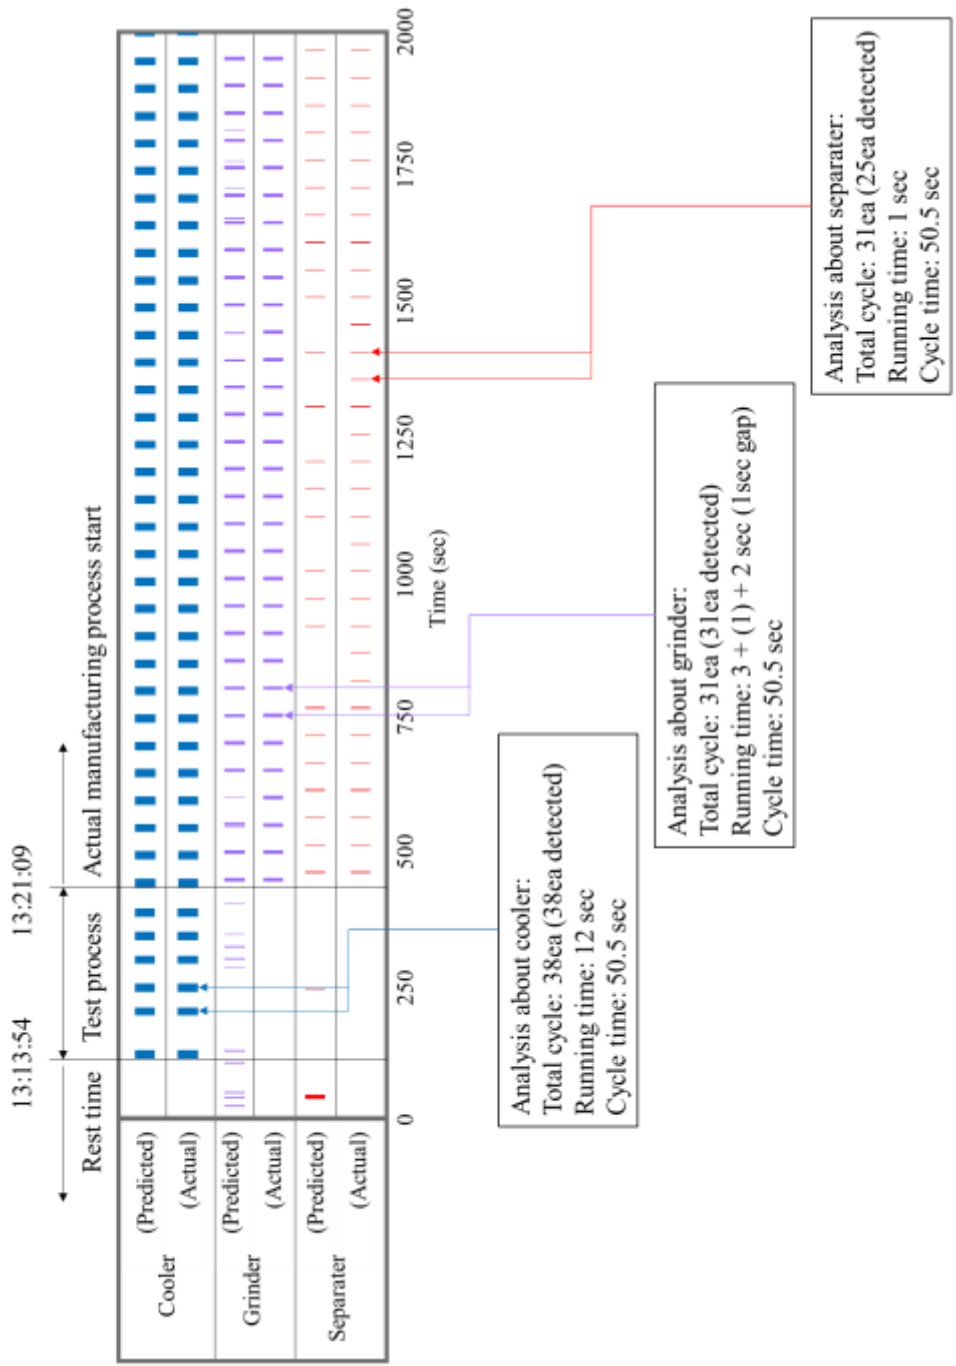 13:13:54
13:21:09
Rest time
Test process
Actual manufacturing process start
Cooler
(Predicted)
(Actual)
Grinder
(Predicted)
(Actual)
Separater
(Predicted)
(Actual)
0
250
500
750
1000
1250
1500
1750
2000
Time (sec)
Analysis about cooler:
Total cycle: 38ea (38ea detected)
Running time: 12 sec
Cycle time: 50.5 sec
Analysis about grinder:
Total cycle: 31ea (31ea detected)
Running time: 3 + (1) + 2 sec (1sec gap)
Cycle time: 50.5 sec
Analysis about separater:
Total cycle: 31ea (25ea detected)
Running time: 1 sec
Cycle time: 50.5 sec